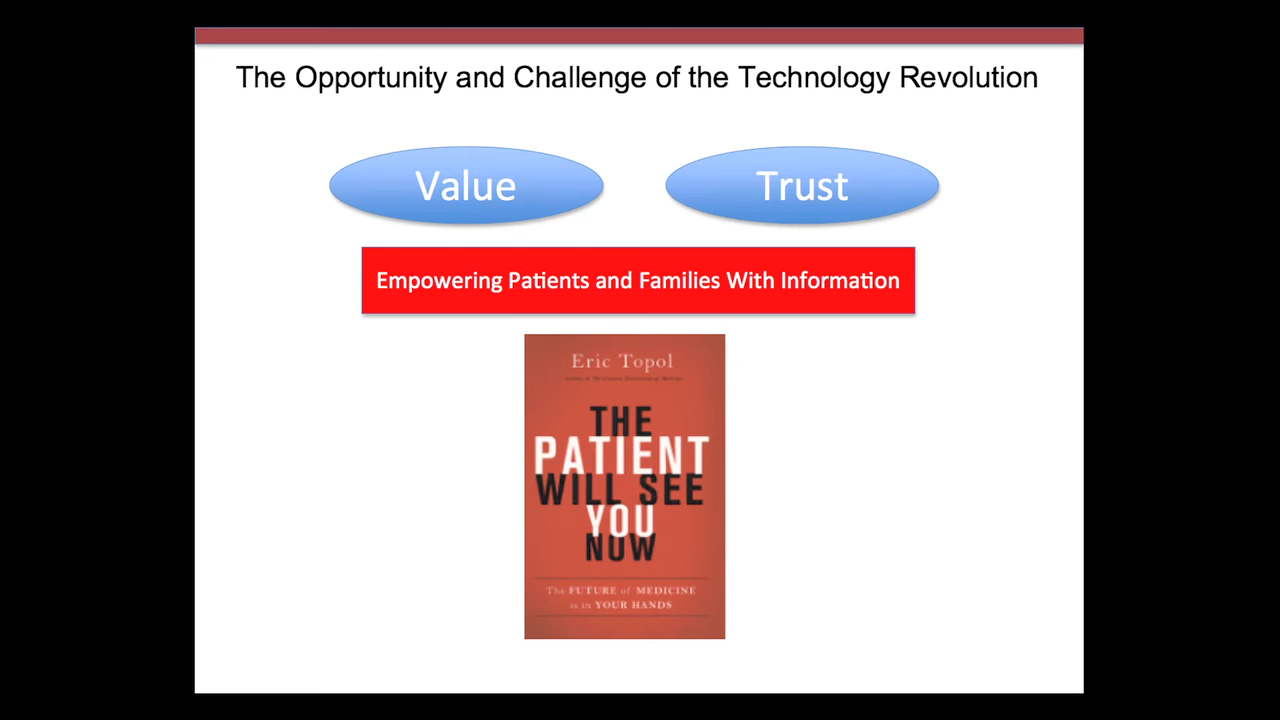 The Opportunity and Challenge of the Technology Revolution
Value
Trust
Empowering Patients and Families With Information
Eric Topol
THE
PATIENT
WILL SEE
YOU
NOW
The FUTURE of MEDICINE
is in YOUR HANDS